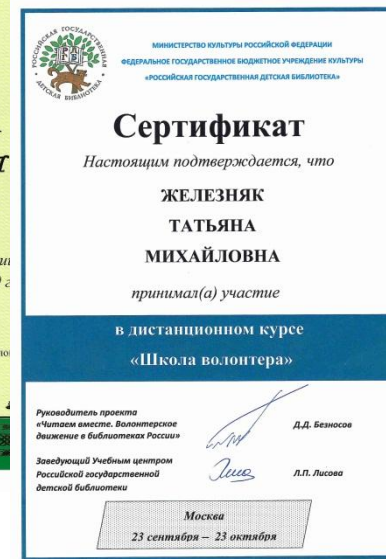 РОССИЙСКАЯ ГОСУДАРСТВЕННАЯ
ДЕТСКАЯ БИБЛИОТЕКА
МИНИСТЕРСТВО КУЛЬТУРЫ РОССИЙСКОЙ ФЕДЕРАЦИИ
ФЕДЕРАЛЬНОЕ ГОСУДАРСТВЕННОЕ БЮДЖЕТНОЕ УЧРЕЖДЕНИЕ КУЛЬТУРЫ
«РОССИЙСКАЯ ГОСУДАРСТВЕННАЯ ДЕТСКАЯ БИБЛИОТЕКА»
Сертификат
Настоящим подтверждается, что
ЖЕЛЕЗНЯК
ТАТЬЯНА
МИХАЙЛОВНА
принимал(а) участие
в дистанционном курсе
«Школа волонтера»
Руководитель проекта
«Читаем вместе. Волонтерское
движение в библиотеках России»
Д.Д. Безносов
Заведующий Учебным центром
Российской государственной
детской библиотеки
Л.П. Лисова
Москва
23 сентября – 23 октября